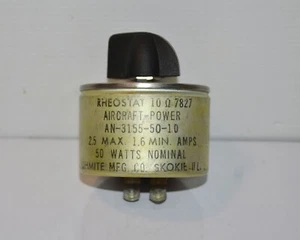 RHEOSTAT 10 Ω 7827
AIRCRAFT-POWER
AN-3155-50-10
2.5 MAX. 1.6 MIN. AMPS
50 WATTS NOMINAL
OHMITE MFG. CO. SKOKIE, ILL.